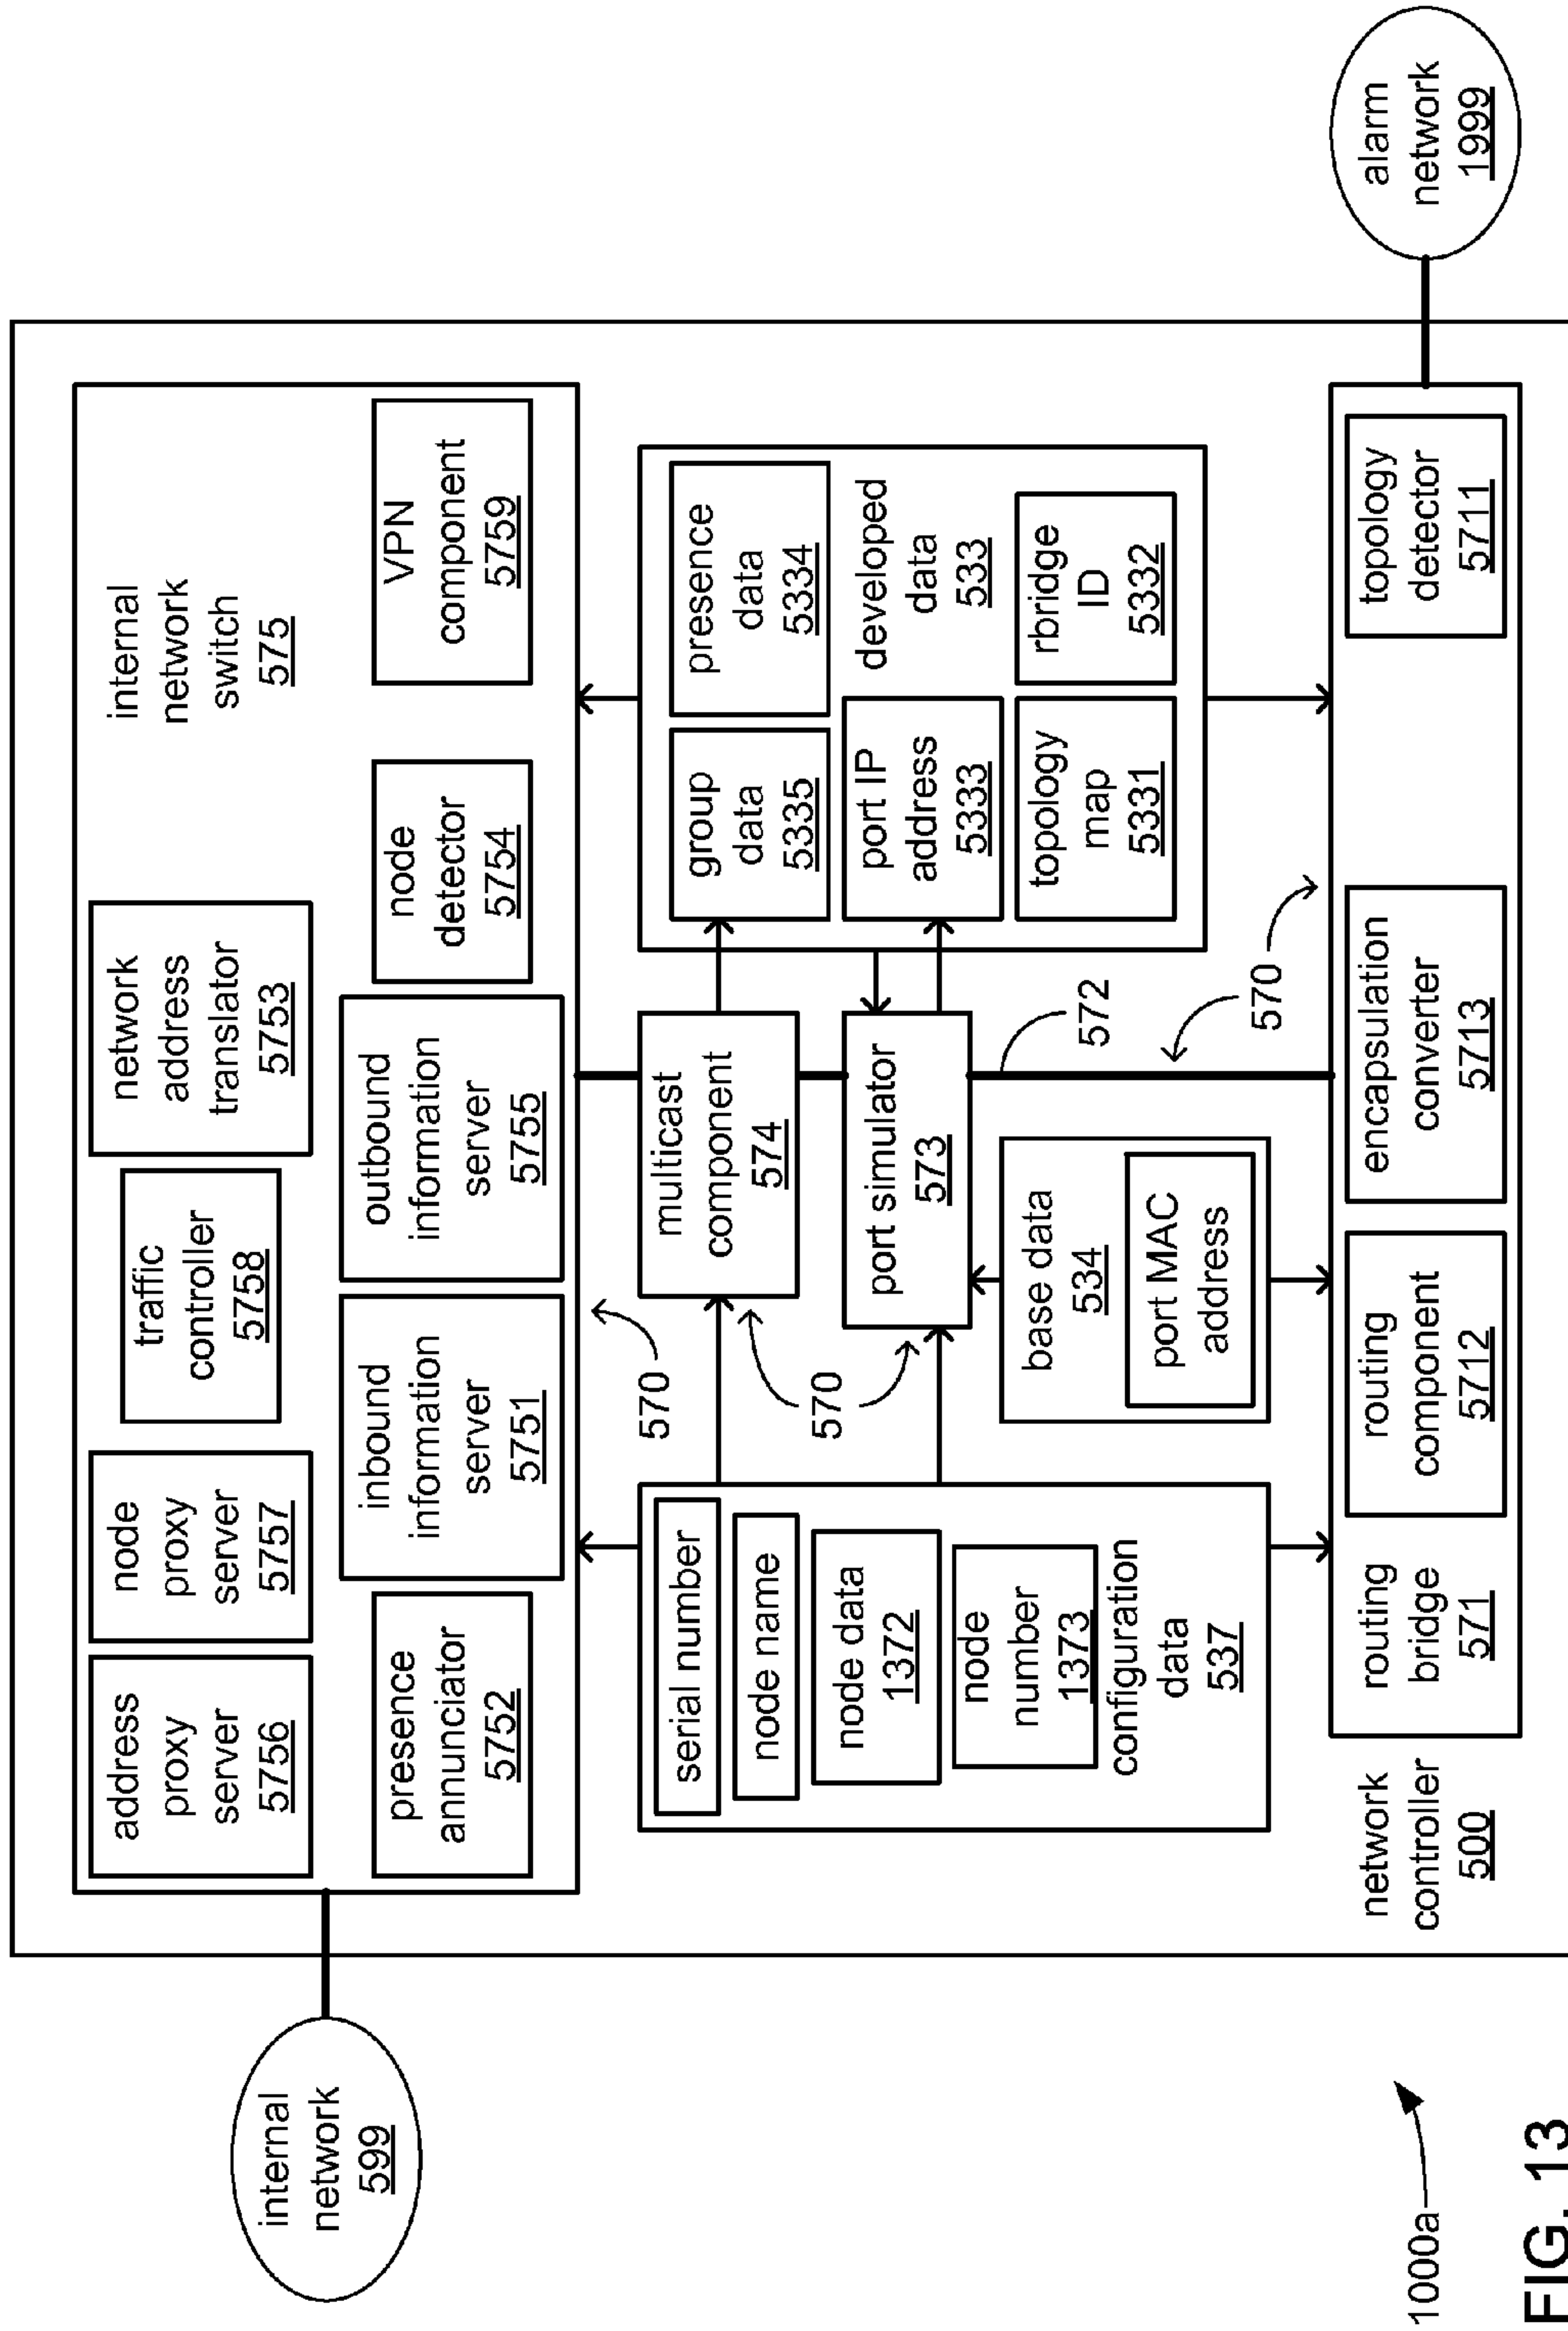 internal
network
599
address
proxy
server
5756
node
proxy
server
5757
traffic
controller
5758
network
address
translator
5753
internal
network
switch
575
presence
annunciator
5752
inbound
information
server
5751
outbound
information
server
5755
node
detector
5754
VPN
component
5759
570
serial number
node name
node data
1372
node
number
1373
configuration
data
537
multicast
component
574
570
port simulator
573
572
base data
534
port MAC
address
group
data
5335
presence
data
5334
port IP
address
5333
developed
data
533
topology
map
5331
rbridge
ID
5332
570
network
controller
500
routing
bridge
571
routing
component
5712
encapsulation
converter
5713
topology
detector
5711
alarm
network
1999
1000a
FIG. 13